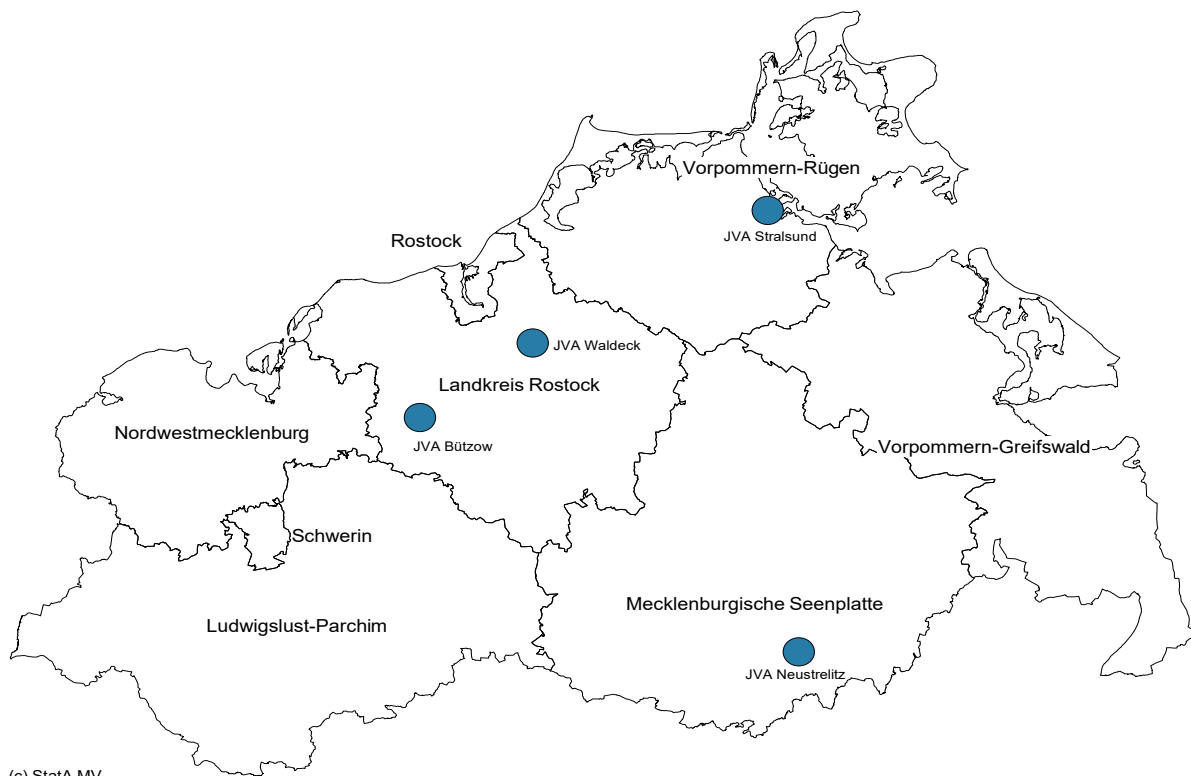 Vorpommern-Rügen
JVA Stralsund
Rostock
JVA Waldeck
Landkreis Rostock
JVA Bützow
Nordwestmecklenburg
Vorpommern-Greifswald
Schwerin
Mecklenburgische Seenplatte
Ludwigslust-Parchim
JVA Neustrelitz
(c) StatA MV